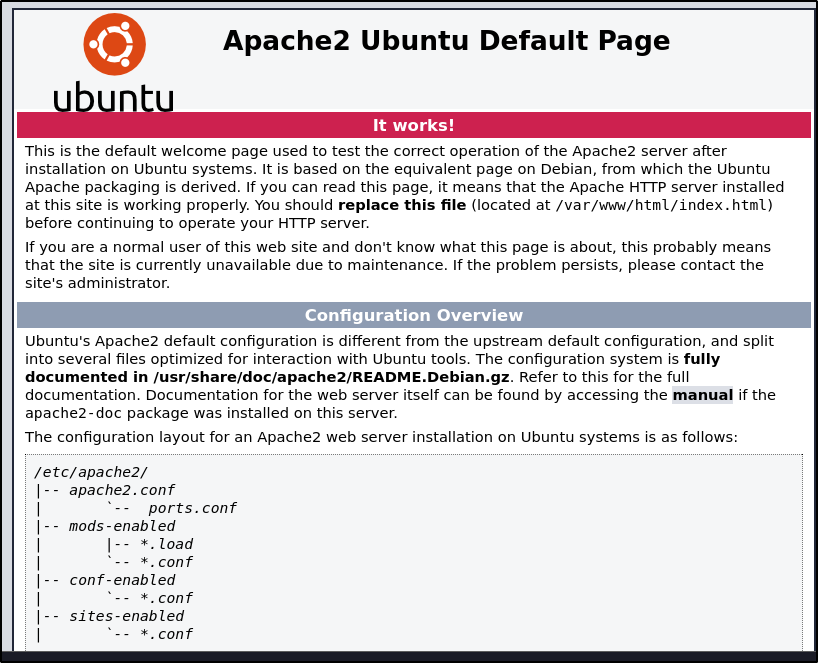 ubuntu
Apache2 Ubuntu Default Page
It works!
This is the default welcome page used to test the correct operation of the Apache2 server after
installation on Ubuntu systems. It is based on the equivalent page on Debian, from which the Ubuntu
Apache packaging is derived. If you can read this page, it means that the Apache HTTP server installed
at this site is working properly. You should replace this file (located at /var/www/html/index.html)
before continuing to operate your HTTP server.
If you are a normal user of this web site and don't know what this page is about, this probably means
that the site is currently unavailable due to maintenance. If the problem persists, please contact the
site's administrator.
Configuration Overview
Ubuntu's Apache2 default configuration is different from the upstream default configuration, and split
into several files optimized for interaction with Ubuntu tools. The configuration system is fully
documented in /usr/share/doc/apache2/README.Debian.gz. Refer to this for the full
documentation. Documentation for the web server itself can be found by accessing the manual if the
apache2-doc package was installed on this server.
The configuration layout for an Apache2 web server installation on Ubuntu systems is as follows:
/etc/apache2/
|-- apache2.conf
|       `--  ports.conf
|-- mods-enabled
|       |-- *.load
|       `-- *.conf
|-- conf-enabled
|       `-- *.conf
|-- sites-enabled
|       `-- *.conf